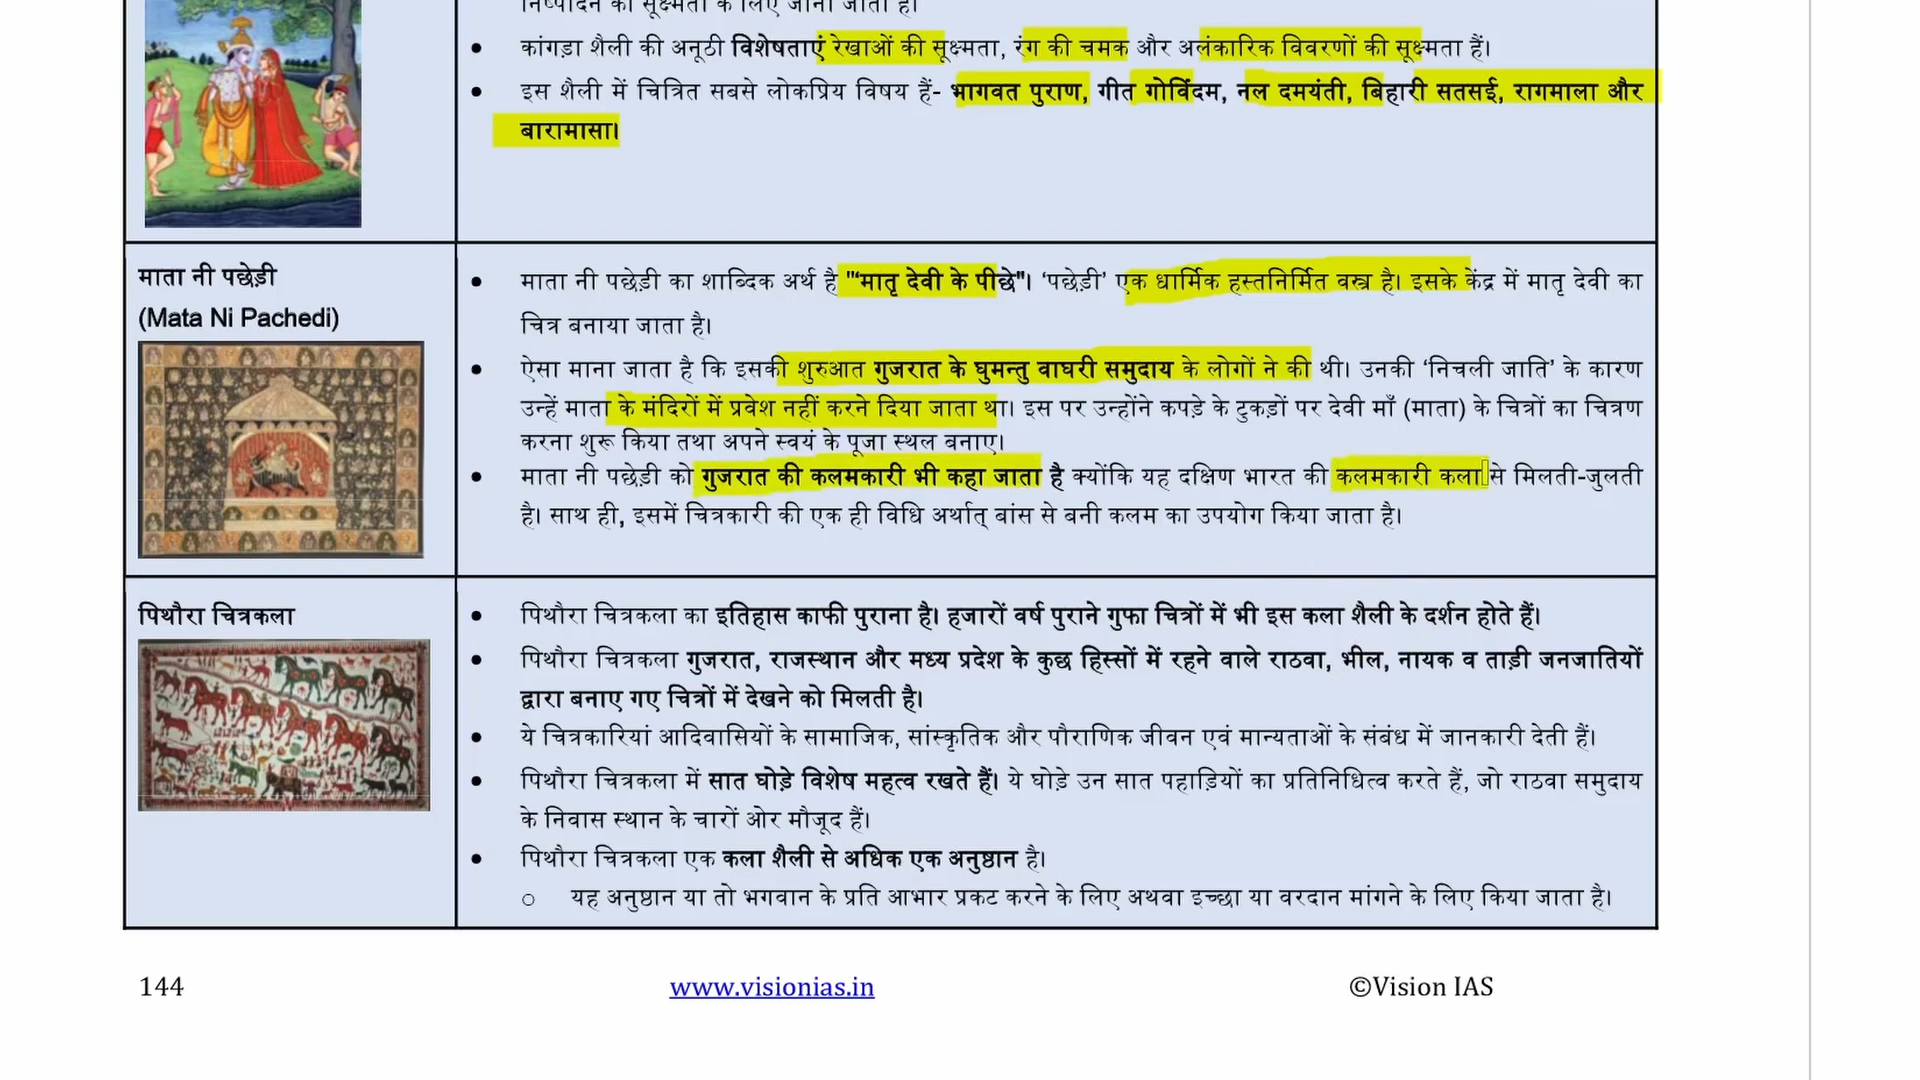 निष्पादन की सूक्ष्मता के लिए जाना जाता है।
कांगड़ा शैली की अनूठी विशेषताएं रेखाओं की सूक्ष्मता, रंग की चमक और अलंकारिक विवरणों की सूक्ष्मता हैं।
इस शैली में चित्रित सबसे लोकप्रिय विषय हैं- भागवत पुराण, गीत गोविंदम, नल दमयंती, बिहारी सतसई, रागमाला और
बारामासा।
माता नी पछेड़ी
(Mata Ni Pachedi)
माता नी पछेड़ी का शाब्दिक अर्थ है "‘मातृ देवी के पीछे"। ‘पछेड़ी’ एक धार्मिक हस्तनिर्मित वस्त्र है। इसके केंद्र में मातृ देवी का
चित्र बनाया जाता है।
ऐसा माना जाता है कि इसकी शुरुआत गुजरात के घुमन्तु वाघरी समुदाय के लोगों ने की थी। उनकी ‘निचली जाति’ के कारण
उन्हें माता के मंदिरों में प्रवेश नहीं करने दिया जाता था। इस पर उन्होंने कपड़े के टुकड़ों पर देवी माँ (माता) के चित्रों का चित्रण
करना शुरू किया तथा अपने स्वयं के पूजा स्थल बनाए।
माता नी पछेड़ी को गुजरात की कलमकारी भी कहा जाता है क्योंकि यह दक्षिण भारत की कलमकारी कला से मिलती-जुलती
है। साथ ही, इसमें चित्रकारी की एक ही विधि अर्थात् बांस से बनी कलम का उपयोग किया जाता है।
पिथौरा चित्रकला
पिथौरा चित्रकला का इतिहास काफी पुराना है। हजारों वर्ष पुराने गुफा चित्रों में भी इस कला शैली के दर्शन होते हैं।
पिथौरा चित्रकला गुजरात, राजस्थान और मध्य प्रदेश के कुछ हिस्सों में रहने वाले राठवा, भील, नायक व ताड़ी जनजातियों
द्वारा बनाए गए चित्रों में देखने को मिलती है।
ये चित्रकारियां आदिवासियों के सामाजिक, सांस्कृतिक और पौराणिक जीवन एवं मान्यताओं के संबंध में जानकारी देती हैं।
पिथौरा चित्रकला में सात घोड़े विशेष महत्व रखते हैं। ये घोड़े उन सात पहाड़ियों का प्रतिनिधित्व करते हैं, जो राठवा समुदाय
के निवास स्थान के चारों ओर मौजूद हैं।
पिथौरा चित्रकला एक कला शैली से अधिक एक अनुष्ठान है।
यह अनुष्ठान या तो भगवान के प्रति आभार प्रकट करने के लिए अथवा इच्छा या वरदान मांगने के लिए किया जाता है।
144
www.visionias.in
©Vision IAS